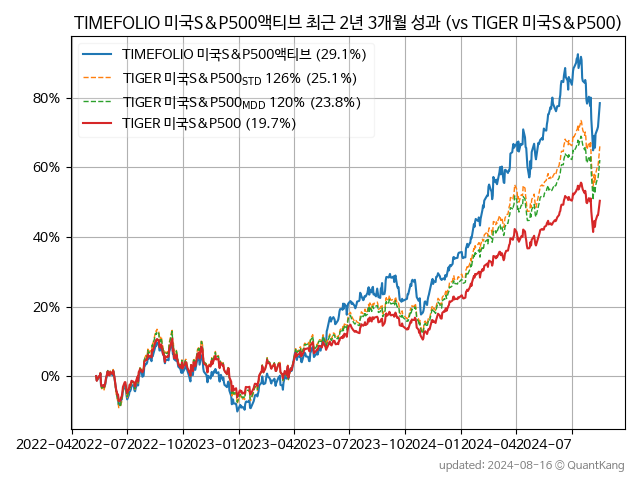 TIMEFOLIO 미국S&P500액티브 최근 2년 3개월 성과 (vs TIGER 미국S&P500)
TIMEFOLIO 미국S&P500액티브 (29.1%)
TIGER 미국S&P500STD 126% (25.1%)
TIGER 미국S&P500MDD 120% (23.8%)
TIGER 미국S&P500 (19.7%)
80%
60%
40%
20%
0%
2022-04 2022-07 2022-10 2023-01 2023-04 2023-07 2023-10 2024-01 2024-04 2024-07
updated: 2024-08-16 © QuantKang